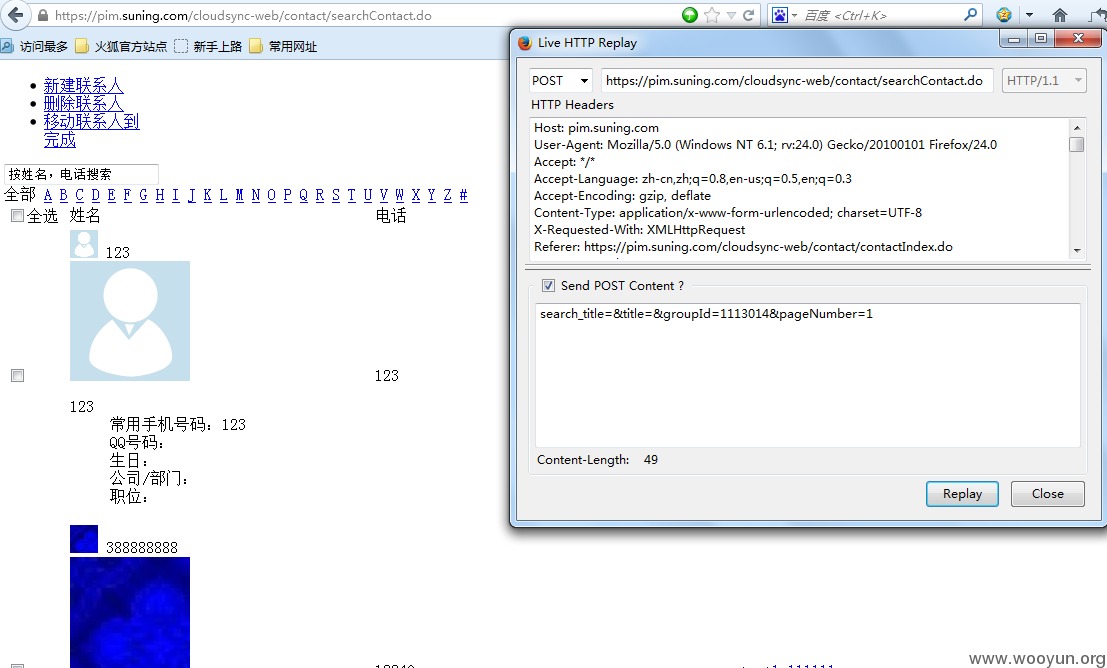 https://pim.suning.com/cloudsync-web/contact/searchContact.do
百度 <Ctrl+K>
访问最多 火狐官方站点 新手上路 常用网址
新建联系人
删除联系人
移动联系人到
完成
按姓名，电话搜索
全部 A B C D E F G H I J K L M N O P Q R S T U V W X Y Z #
全选 姓名 电话
123
123
123
常用手机号码：123
QQ号码：
生日：
公司/部门：
职位：
388888888
Live HTTP Replay
POST https://pim.suning.com/cloudsync-web/contact/searchContact.do HTTP/1.1
HTTP Headers
Host: pim.suning.com
User-Agent: Mozilla/5.0 (Windows NT 6.1; rv:24.0) Gecko/20100101 Firefox/24.0
Accept: */*
Accept-Language: zh-cn,zh;q=0.8,en-us;q=0.5,en;q=0.3
Accept-Encoding: gzip, deflate
Content-Type: application/x-www-form-urlencoded; charset=UTF-8
X-Requested-With: XMLHttpRequest
Referer: https://pim.suning.com/cloudsync-web/contact/contactIndex.do
Send POST Content ?
search_title=&title=&groupId=1113014&pageNumber=1
Content-Length: 49
Replay Close
www.wooyun.org